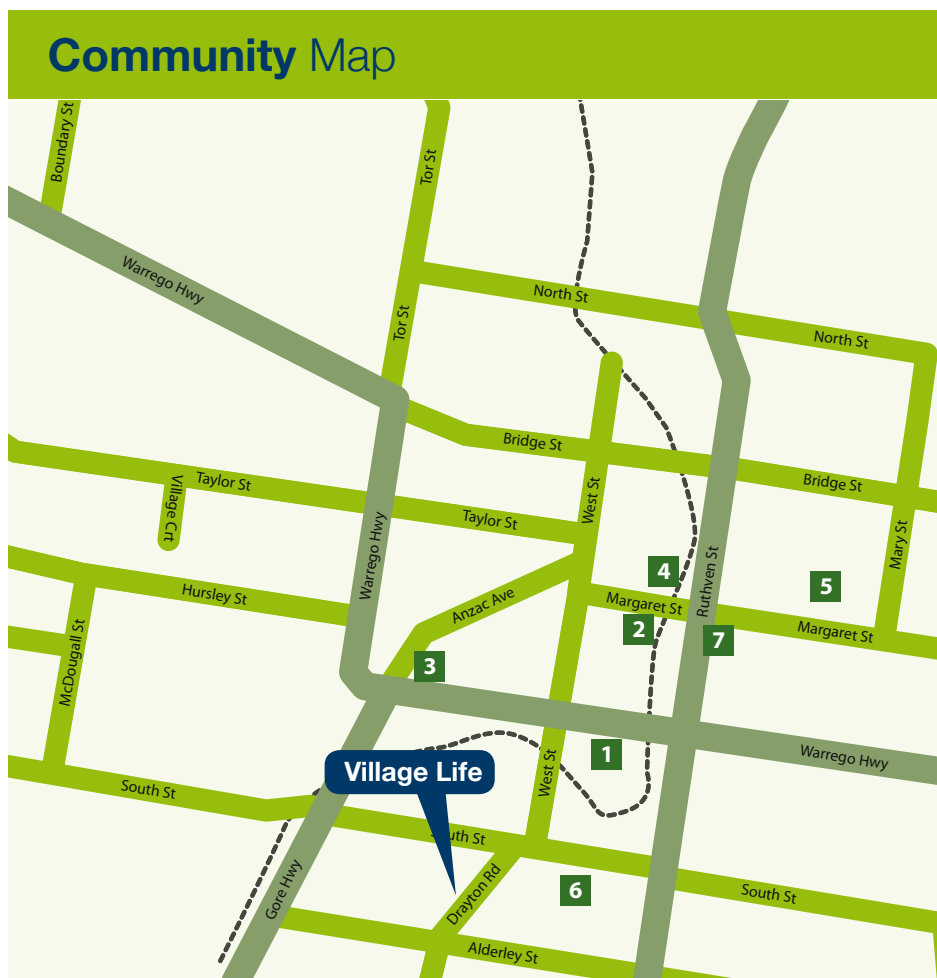 Community Map
Boundary St
Tor St
Warrego Hwy
North St
Tor St
North St
Bridge St
Taylor St
Village Crt
Bridge St
West St
Taylor St
Warrego Hwy
Mary St
Ruthven St
4
5
Hursley St
Anzac Ave
Margaret St
McDougall St
2
7
Margaret St
3
1
Warrego Hwy
Village Life
West St
South St
South St
Gore Hwy
Drayton Rd
6
South St
Alderley St